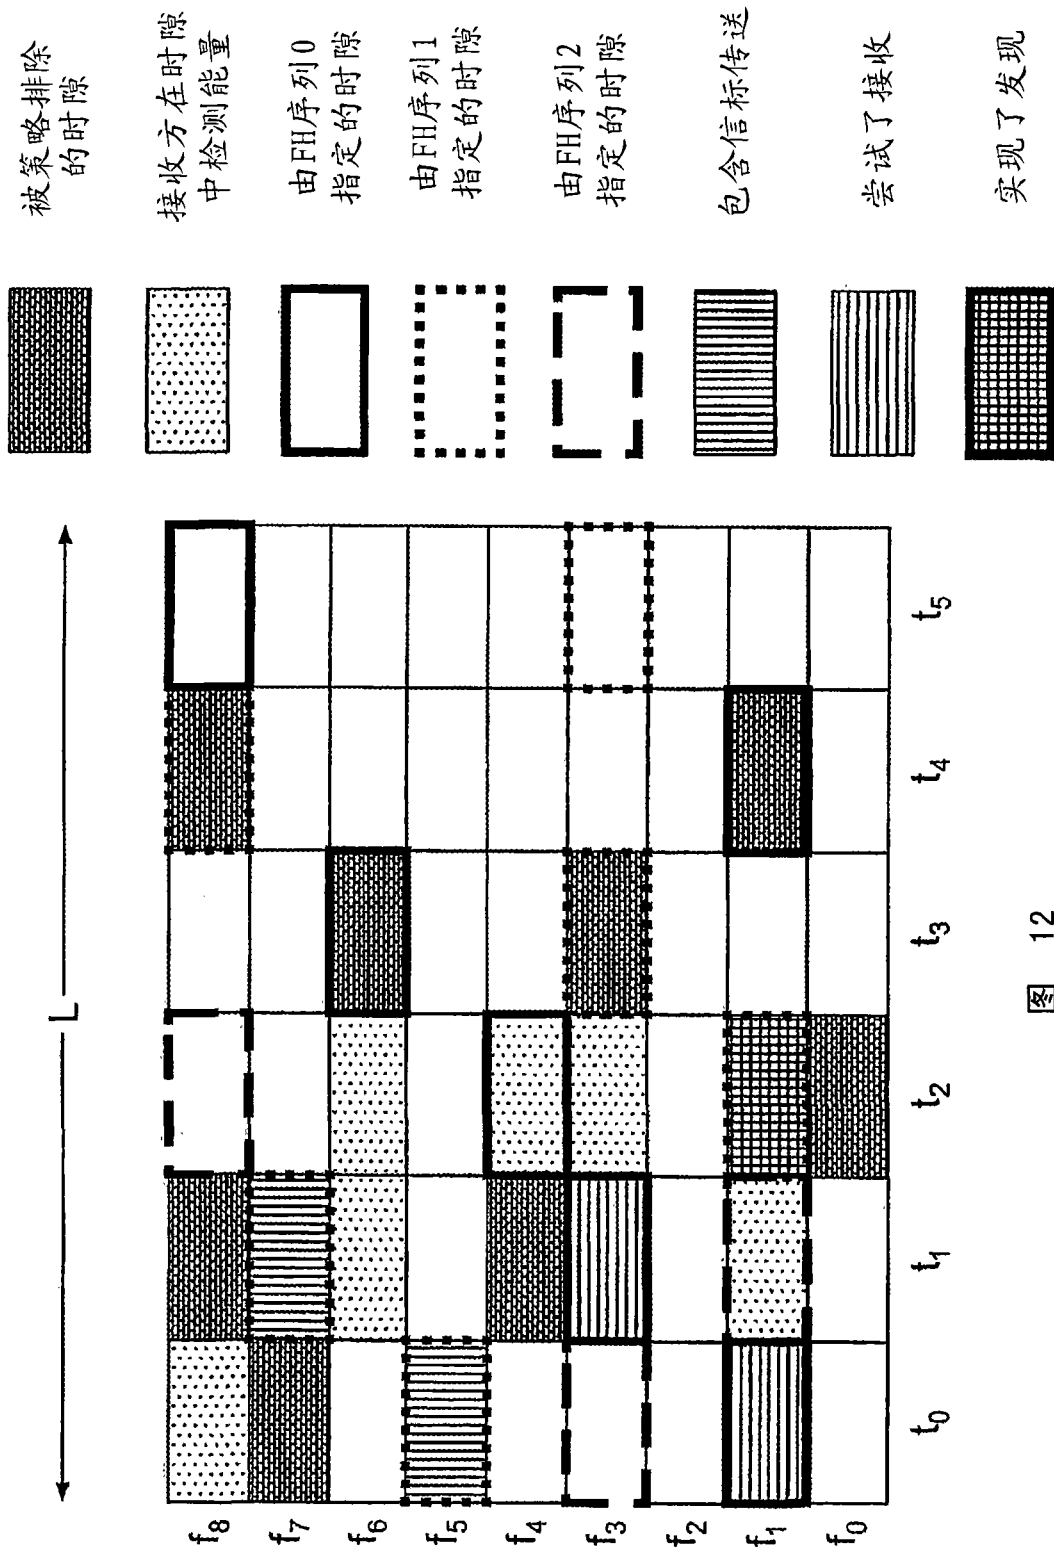 被策略排除
的时隙
接收方在时隙
中检测能量
由FH序列0
指定的时隙
由FH序列1
指定的时隙
由FH序列2
指定的时隙
包含信标传送
尝试了接收
实现了发现
L
f8
f7
f6
f5
f4
f3
f2
f1
f0
t0
t1
t2
t3
t4
t5
图 12